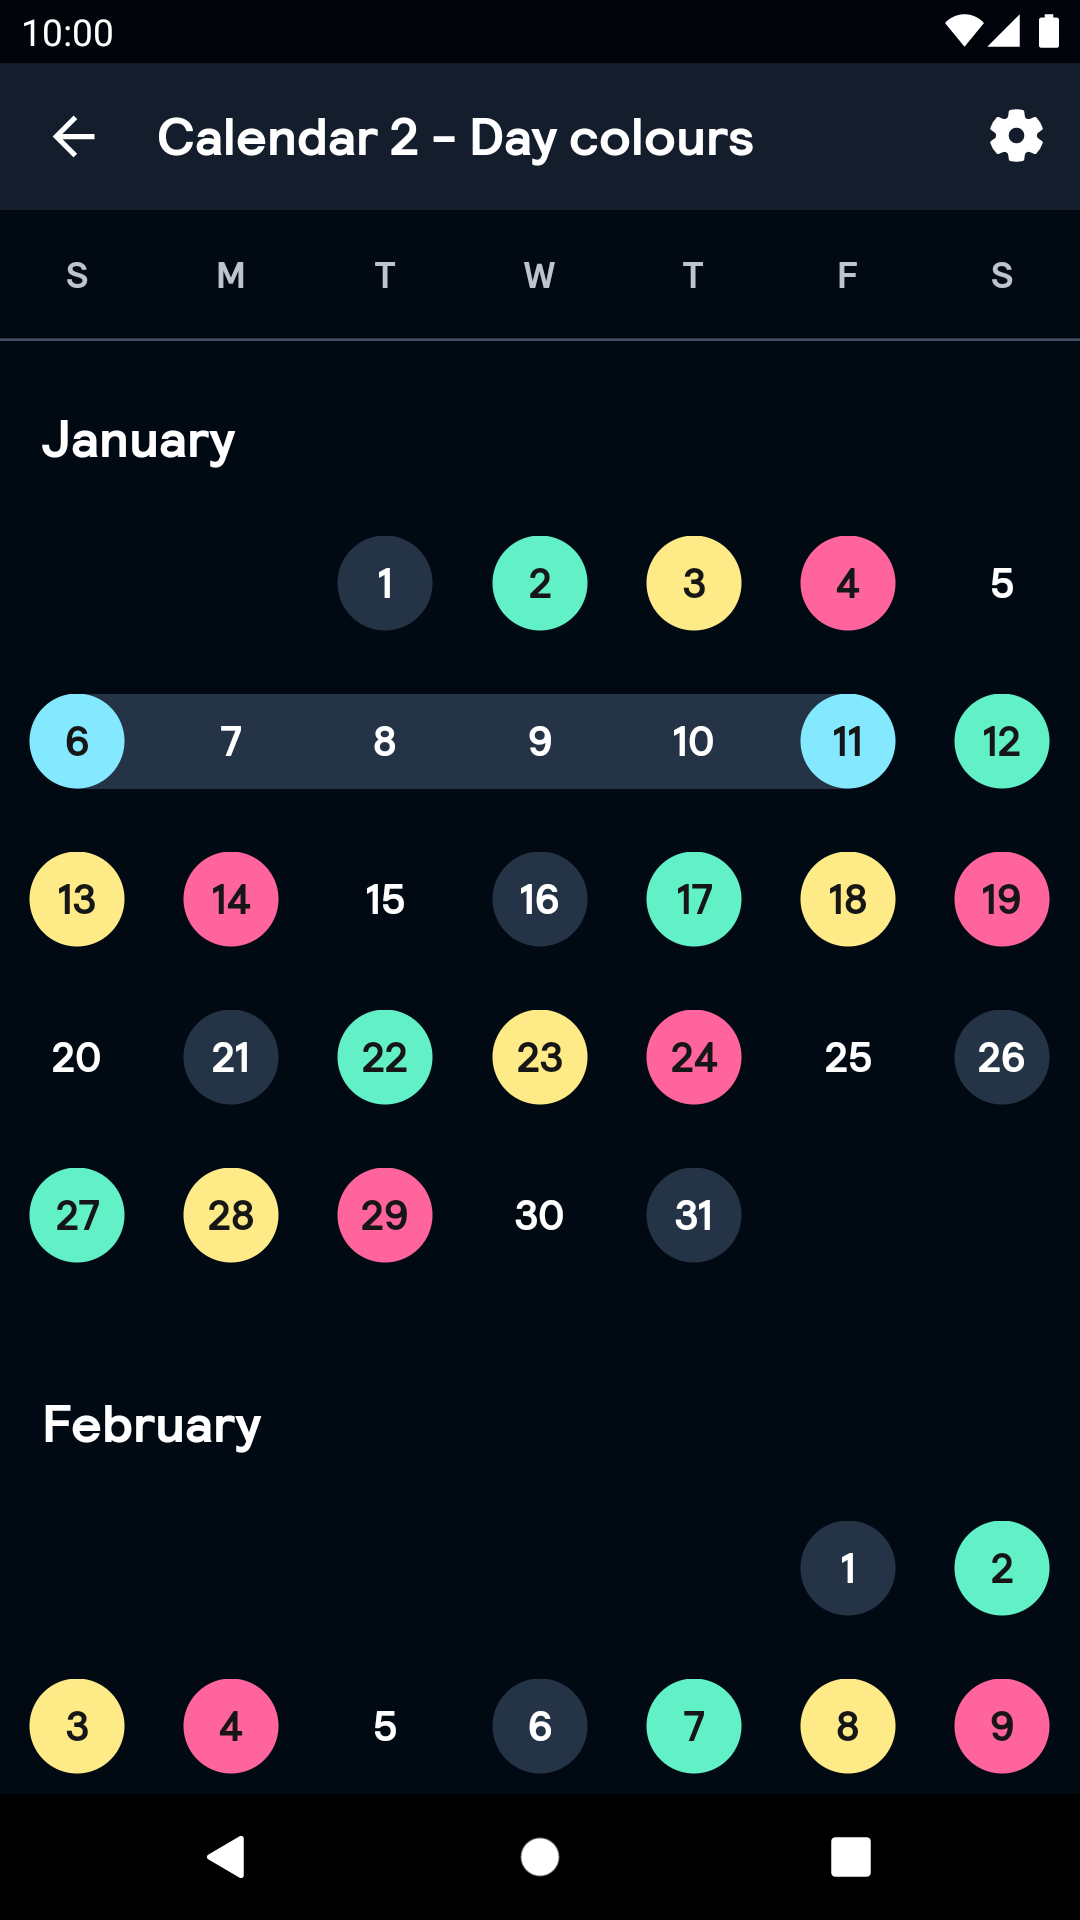 10:00
Calendar 2 – Day colours
S M T W T F S
January
1 2 3 4 5
6 7 8 9 10 11 12
13 14 15 16 17 18 19
20 21 22 23 24 25 26
27 28 29 30 31
February
1 2
3 4 5 6 7 8 9